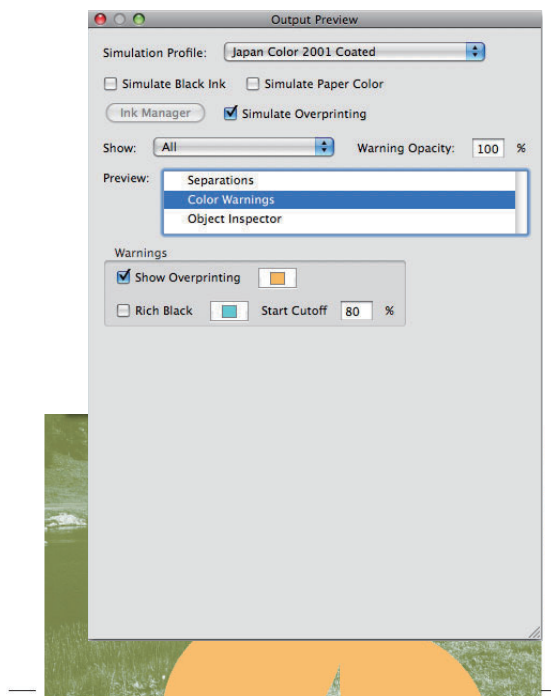 Output Preview
Simulation Profile: Japan Color 2001 Coated
Simulate Black Ink Simulate Paper Color
Ink Manager Simulate Overprinting
Show: All Warning Opacity: 100 %
Preview: Separations
Color Warnings
Object Inspector
Warnings
Show Overprinting
Rich Black Start Cutoff 80 %